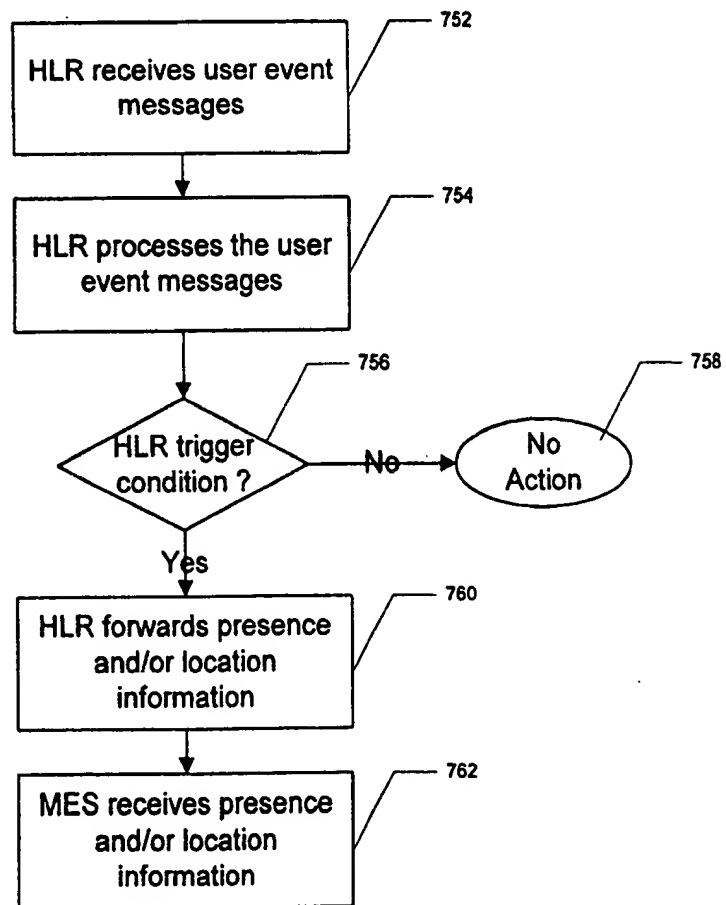 752
HLR receives user event
messages
754
HLR processes the user
event messages
756
HLR trigger
condition ?
No
758
No
Action
Yes
760
HLR forwards presence
and/or location
information
762
MES receives presence
and/or location
information